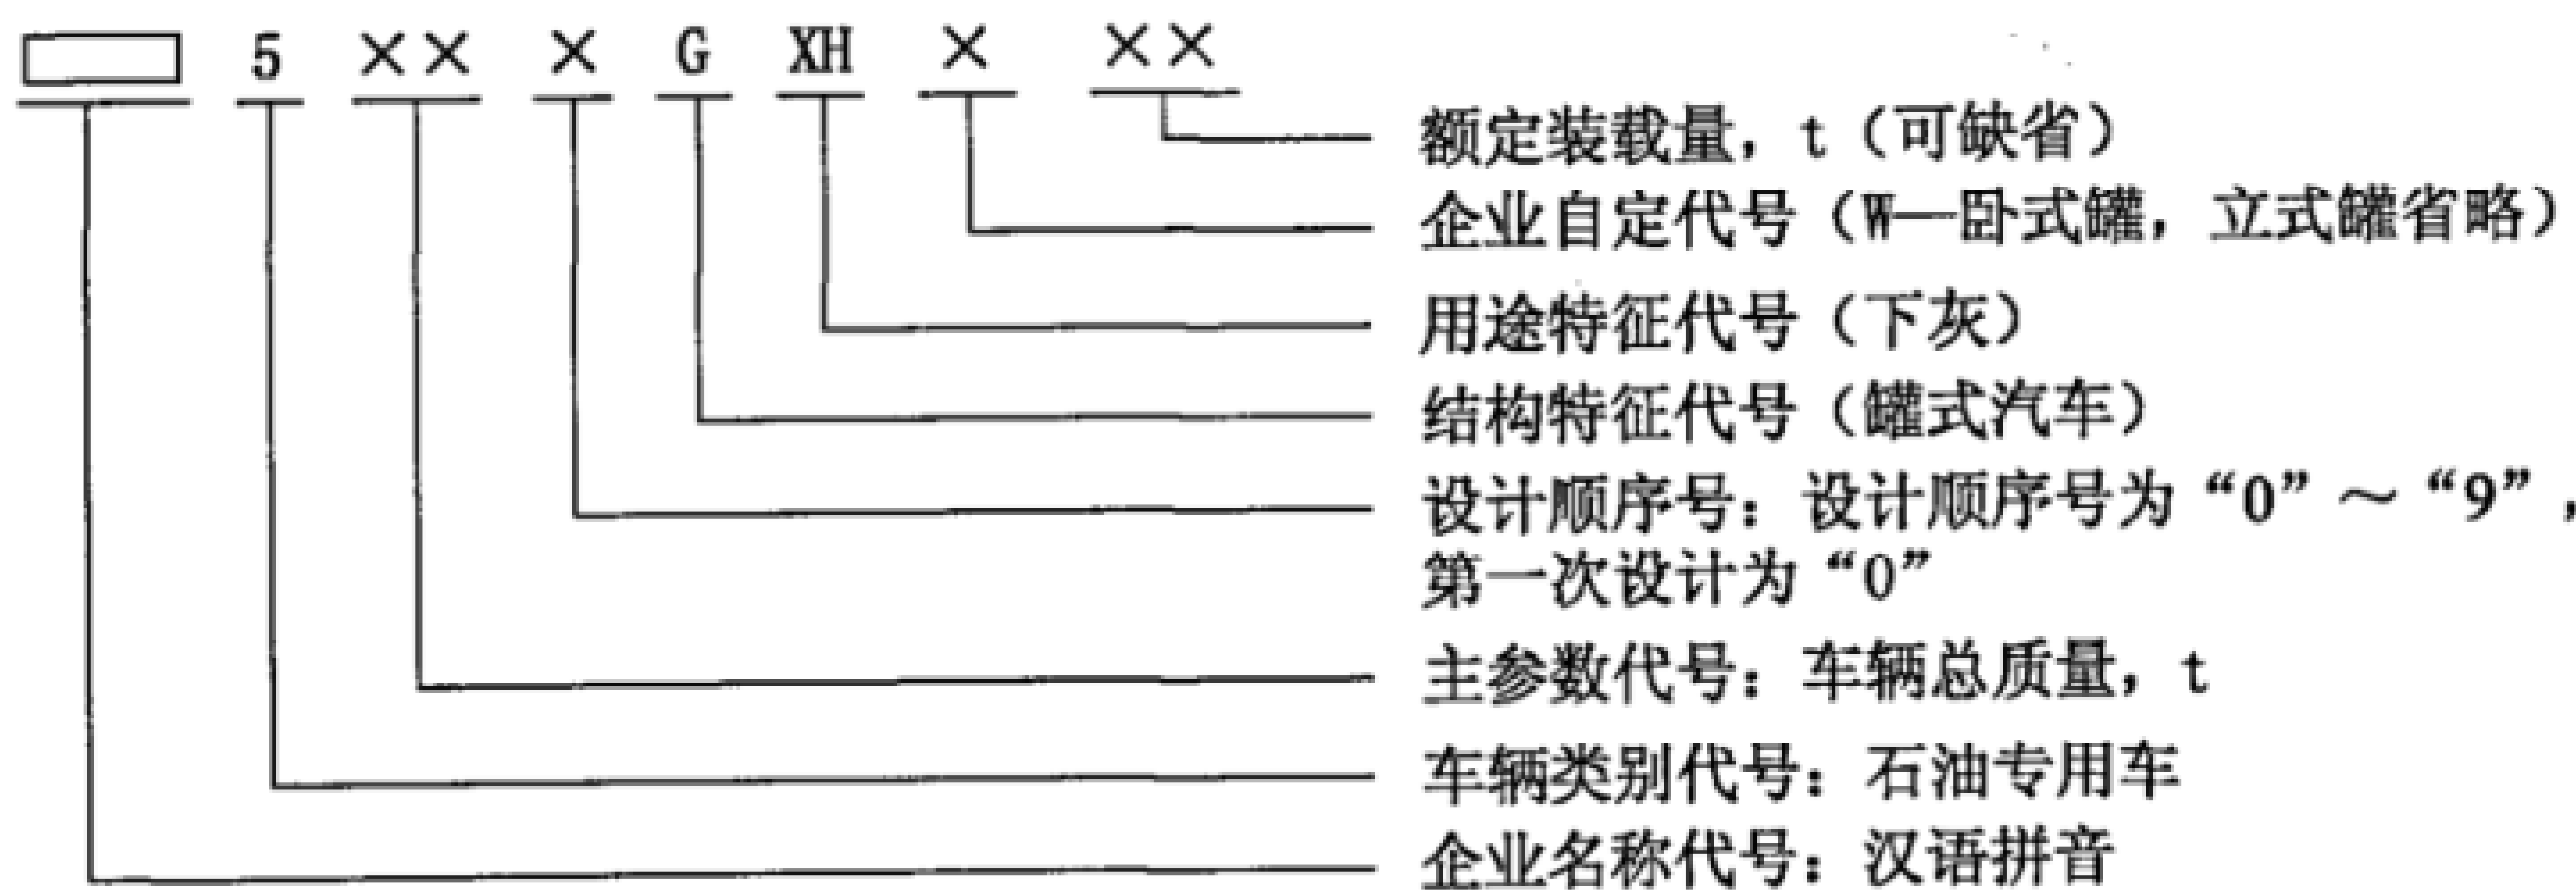 5 ×× × G XH × ××
额定装载量，t（可缺省）
企业自定代号（W—卧式罐，立式罐省略）
用途特征代号（下灰）
结构特征代号（罐式汽车）
设计顺序号：设计顺序号为“0”～“9”，
第一次设计为“0”
主参数代号：车辆总质量，t
车辆类别代号：石油专用车
企业名称代号：汉语拼音